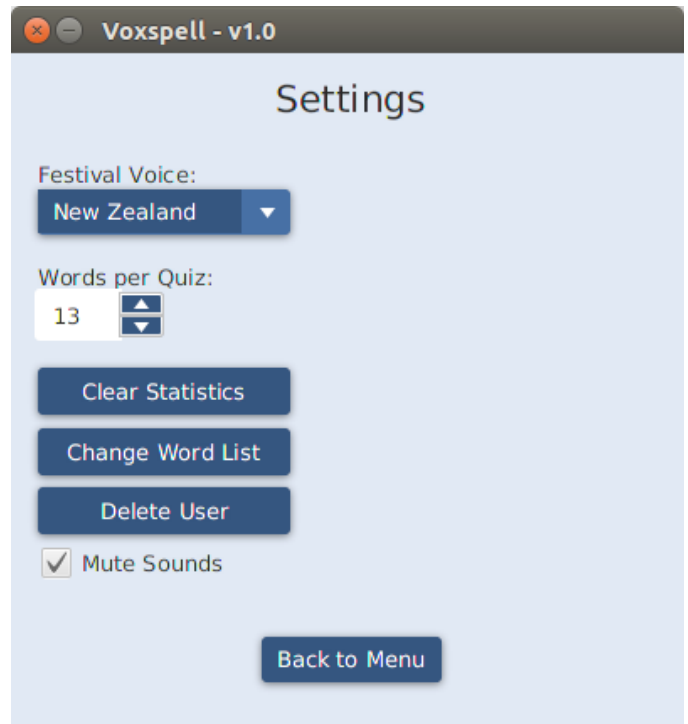 Voxspell - v1.0
Settings
Festival Voice:
New Zealand
Words per Quiz:
13
Clear Statistics
Change Word List
Delete User
Mute Sounds
Back to Menu